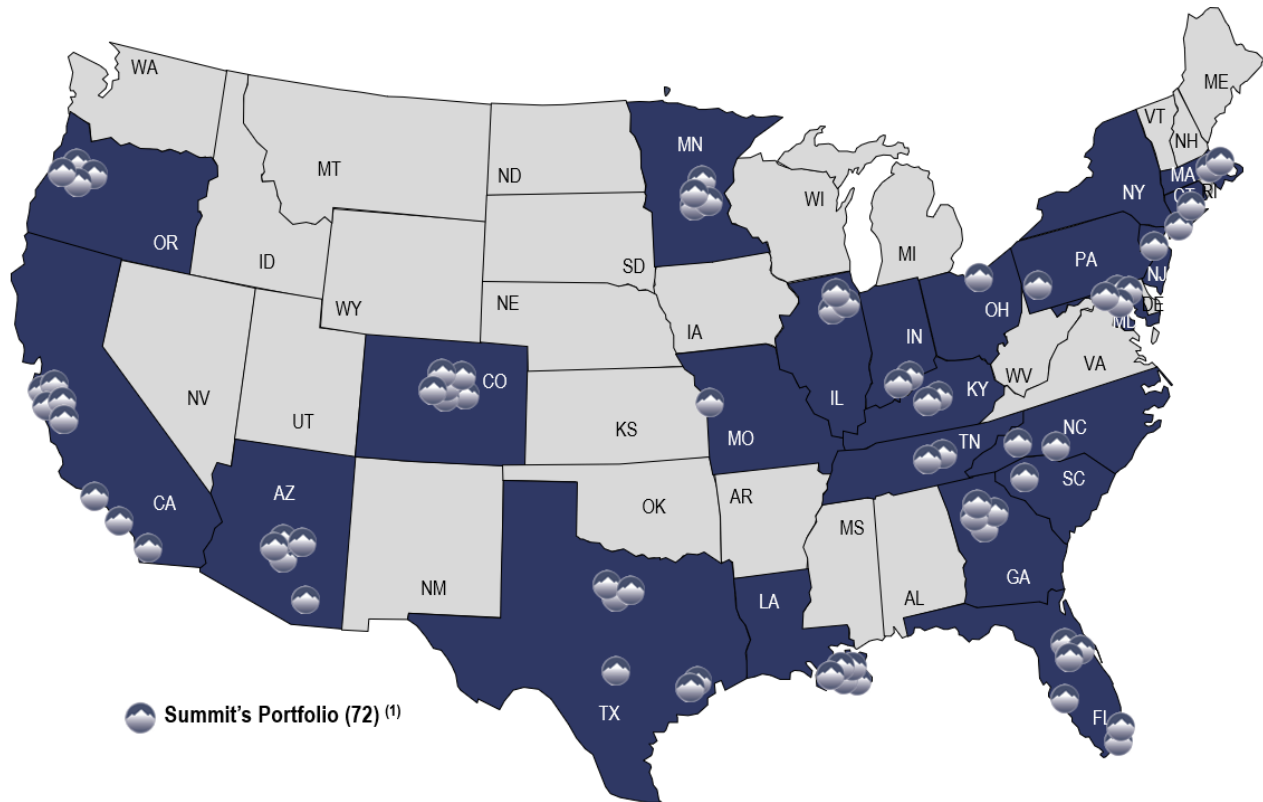 WA
ME
VT
NH
MT
ND
MN
MA
NY
CT
RI
WI
OR
ID
SD
MI
PA
NJ
WY
NE
IA
OH
DE
MD
IN
NV
UT
CO
IL
WV
VA
KS
MO
KY
CA
AZ
TN
NC
OK
AR
SC
NM
MS
AL
GA
LA
TX
FL
Summit's Portfolio (72) (1)